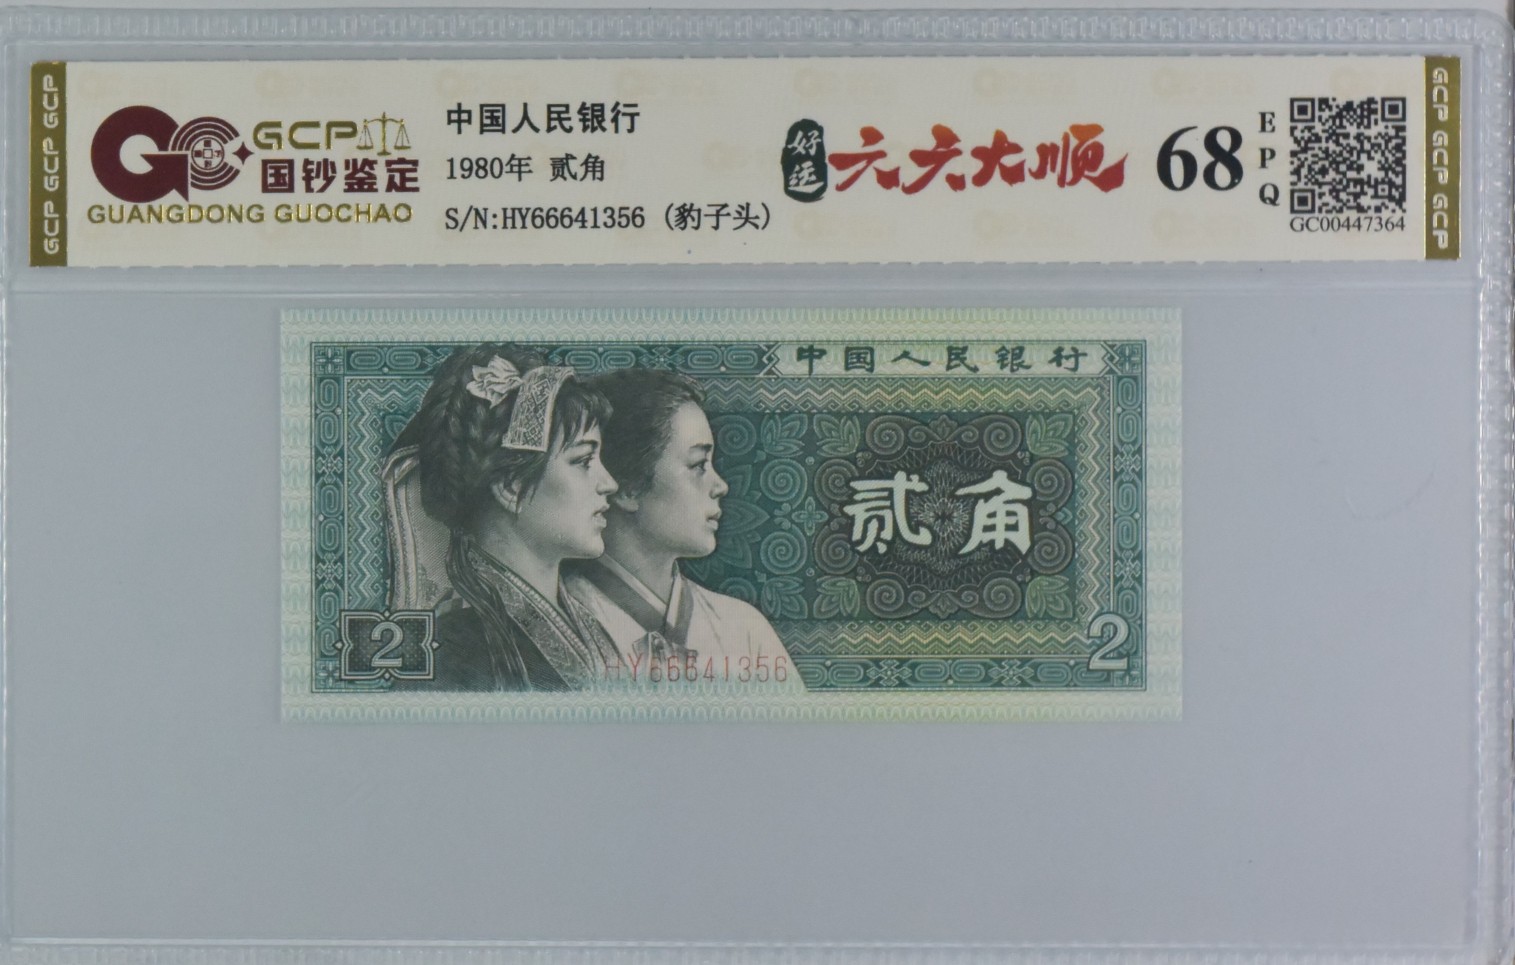 GCP GCP GCP
GCP
国钞鉴定
GUANGDONG GUOCHAO
中国人民银行
1980年 贰角
S/N:HY66641356 (豹子头)
好运
六六大顺
68
EPQ
GC00447364
GCP GCP GCP
中国人民银行
贰角
2
2
HY66641356